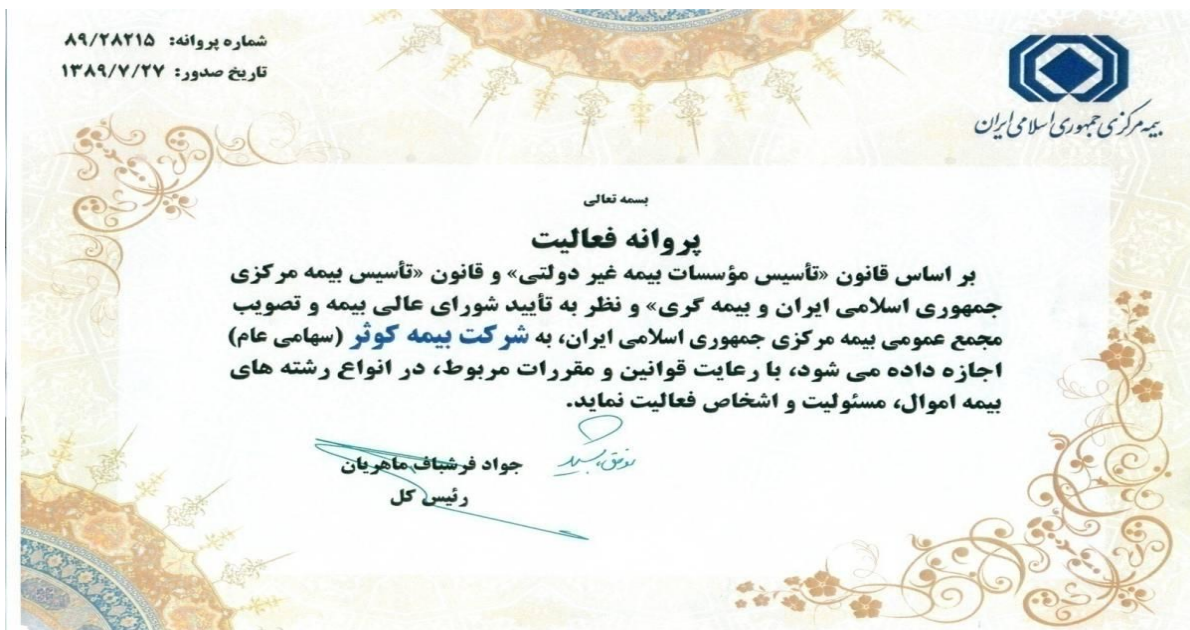 شماره پروانه: ۸۹/۲۸۲۱۵
تاریخ صدور: ۱۳۸۹/۷/۲۷
بیمه مرکزی جمهوری اسلامی ایران
بسمه تعالی
پروانه فعالیت
بر اساس قانون «تأسیس مؤسسات بیمه غیر دولتی» و قانون «تأسیس بیمه مرکزی
جمهوری اسلامی ایران و بیمه گری» و نظر به تأیید شورای عالی بیمه و تصویب
مجمع عمومی بیمه مرکزی جمهوری اسلامی ایران، به شرکت بیمه کوثر (سهامی عام)
اجازه داده می شود، با رعایت قوانین و مقررات مربوط، در انواع رشته های
بیمه اموال، مسئولیت و اشخاص فعالیت نماید.
موفق باشید
جواد فرشباف ماهریان
رئیس کل